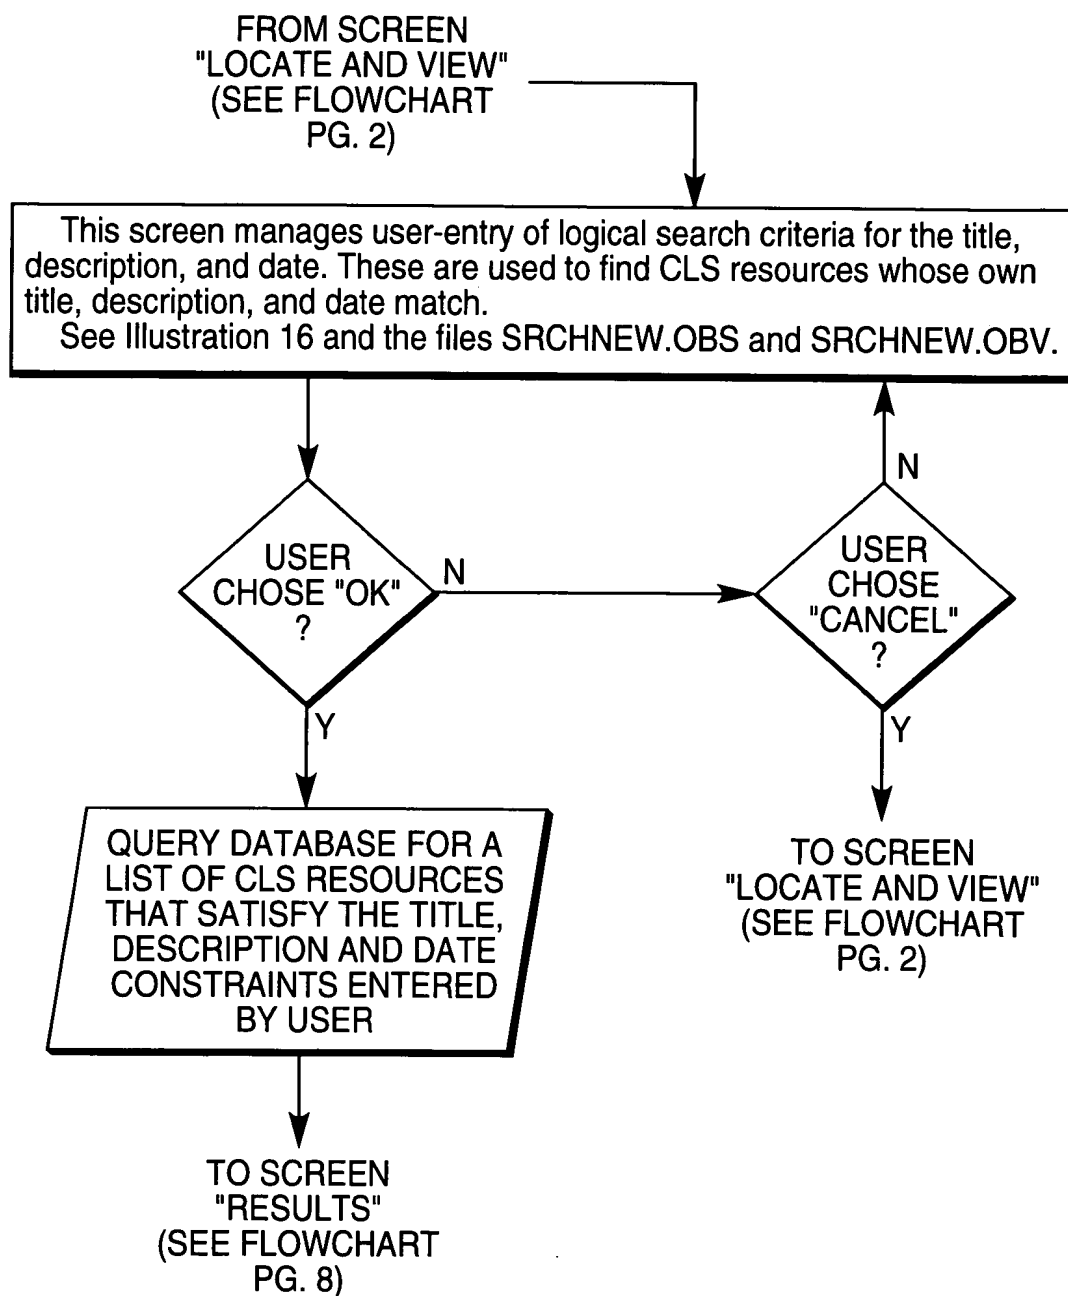 FROM SCREEN
"LOCATE AND VIEW"
(SEE FLOWCHART
PG. 2)
This screen manages user-entry of logical search criteria for the title,
description, and date. These are used to find CLS resources whose own
title, description, and date match.
See Illustration 16 and the files SRCHNEW.OBS and SRCHNEW.OBV.
USER
CHOSE "OK"
?
N
Y
USER
CHOSE
"CANCEL"
?
N
Y
QUERY DATABASE FOR A
LIST OF CLS RESOURCES
THAT SATISFY THE TITLE,
DESCRIPTION AND DATE
CONSTRAINTS ENTERED
BY USER
TO SCREEN
"LOCATE AND VIEW"
(SEE FLOWCHART
PG. 2)
TO SCREEN
"RESULTS"
(SEE FLOWCHART
PG. 8)